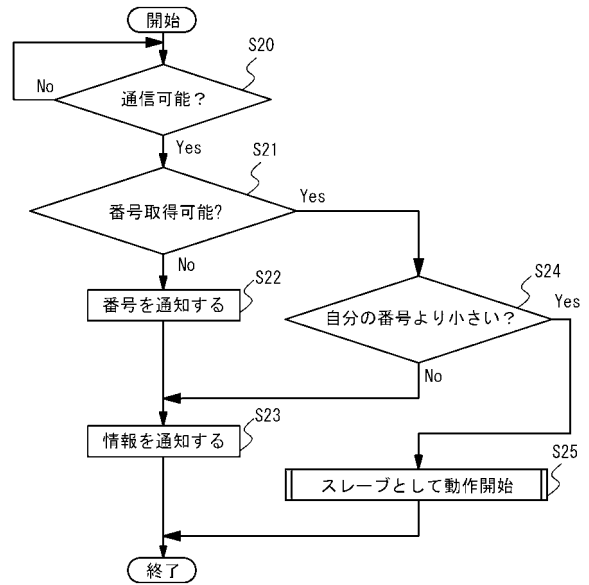 開始
S20
No
通信可能？
Yes
S21
番号取得可能?
Yes
No
S22
番号を通知する
S24
自分の番号より小さい？
Yes
No
S23
情報を通知する
S25
スレーブとして動作開始
終了